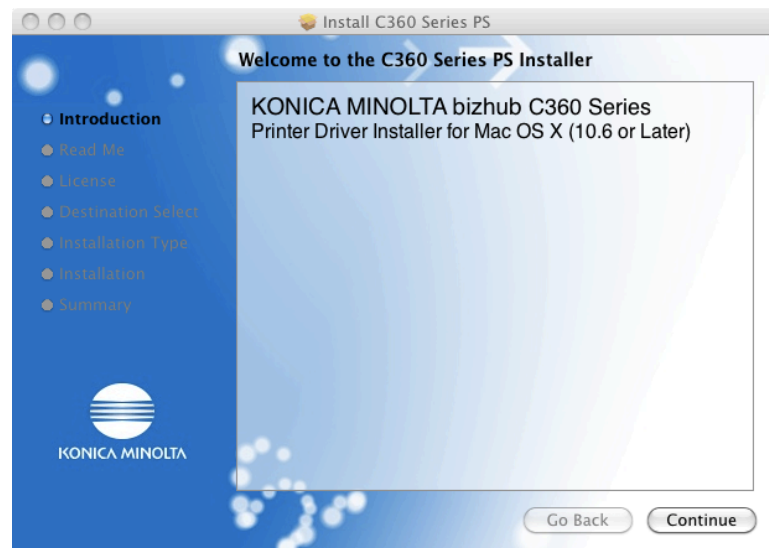 Install C360 Series PS
Welcome to the C360 Series PS Installer
Introduction
Read Me
License
Destination Select
Installation Type
Installation
Summary
KONICA MINOLTA bizhub C360 Series
Printer Driver Installer for Mac OS X (10.6 or Later)
KONICA MINOLTA
Go Back
Continue